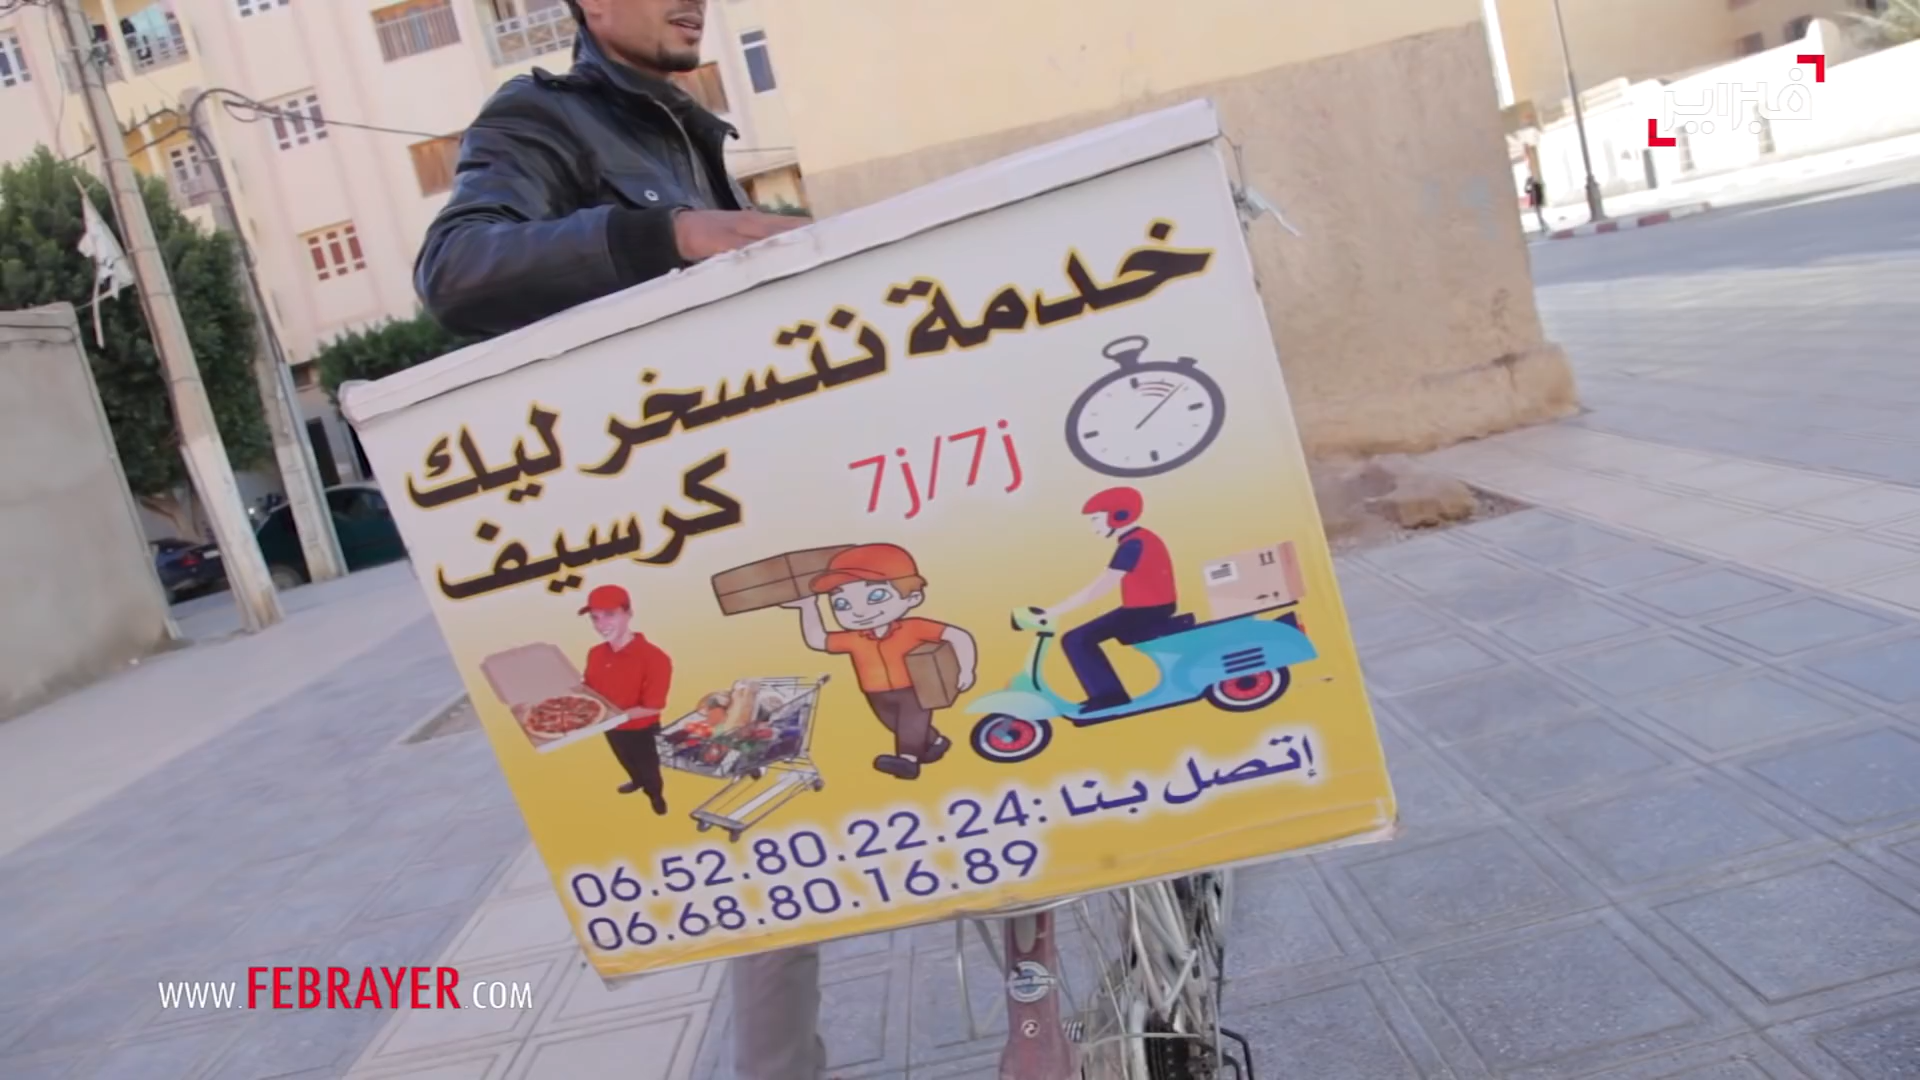 فبراير
خدمة نتسخر ليك
كرسيف
7j/7j
إتصل بنا :06.52.80.22.24
06.68.80.16.89
WWW.FEBRAYER.COM